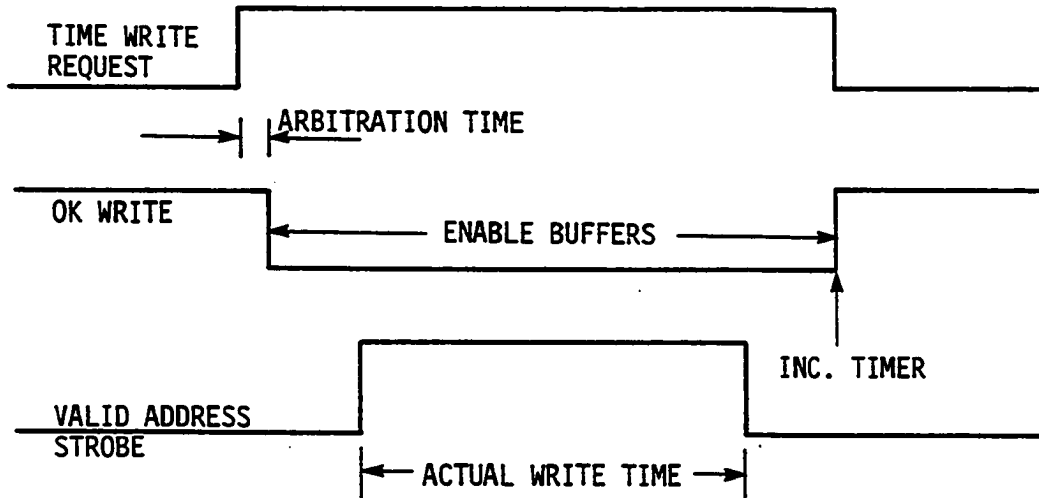 TIME WRITE
REQUEST
ARBITRATION TIME
OK WRITE
ENABLE BUFFERS
INC. TIMER
VALID ADDRESS
STROBE
ACTUAL WRITE TIME